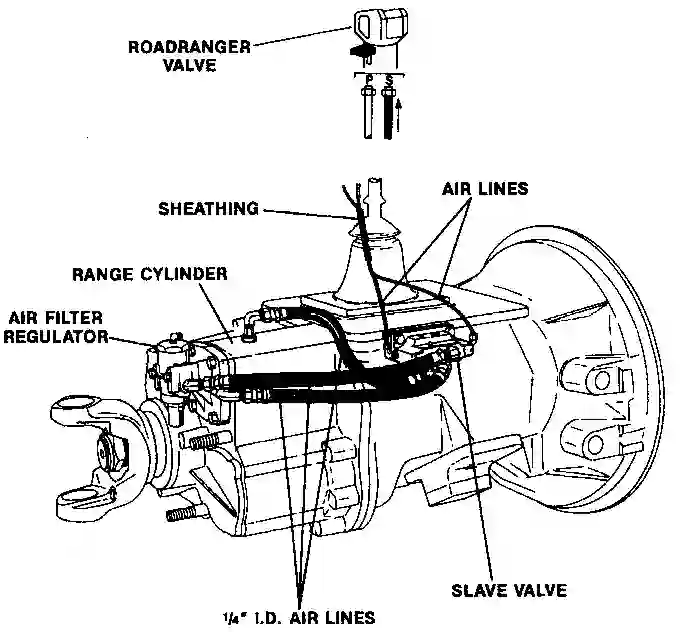 ROADRANGER
VALVE
P S
AIR LINES
SHEATHING
RANGE CYLINDER
AIR FILTER
REGULATOR
SLAVE VALVE
1/4" I.D. AIR LINES